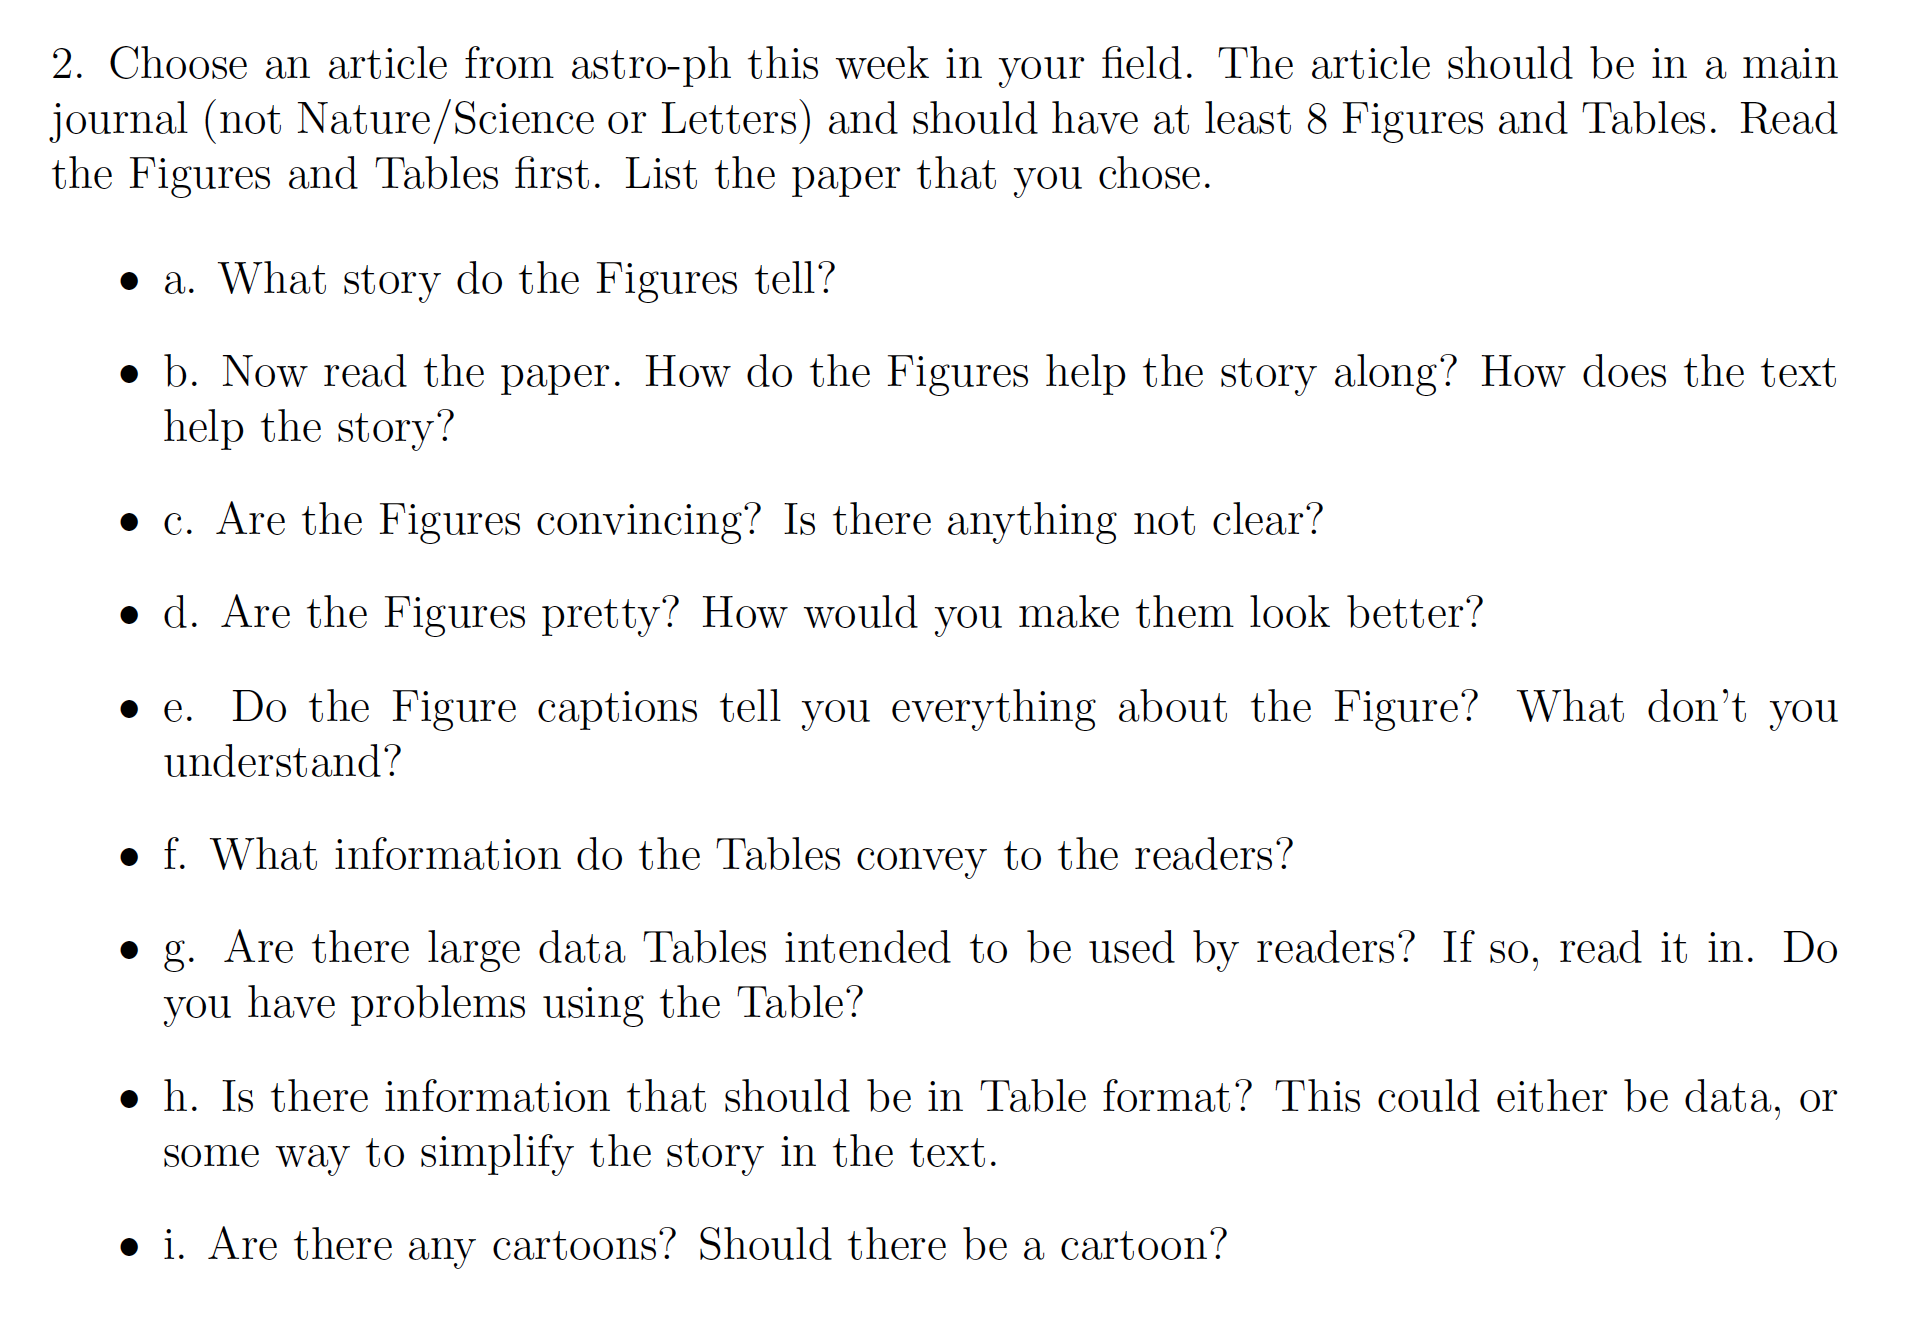 2. Choose an article from astro-ph this week in your field. The article should be in a main
journal (not Nature/Science or Letters) and should have at least 8 Figures and Tables. Read
the Figures and Tables first. List the paper that you chose.
• a. What story do the Figures tell?
• b. Now read the paper. How do the Figures help the story along? How does the text
help the story?
• c. Are the Figures convincing? Is there anything not clear?
• d. Are the Figures pretty? How would you make them look better?
• e. Do the Figure captions tell you everything about the Figure? What don't you
understand?
• f. What information do the Tables convey to the readers?
• g. Are there large data Tables intended to be used by readers? If so, read it in. Do
you have problems using the Table?
• h. Is there information that should be in Table format? This could either be data, or
some way to simplify the story in the text.
• i. Are there any cartoons? Should there be a cartoon?